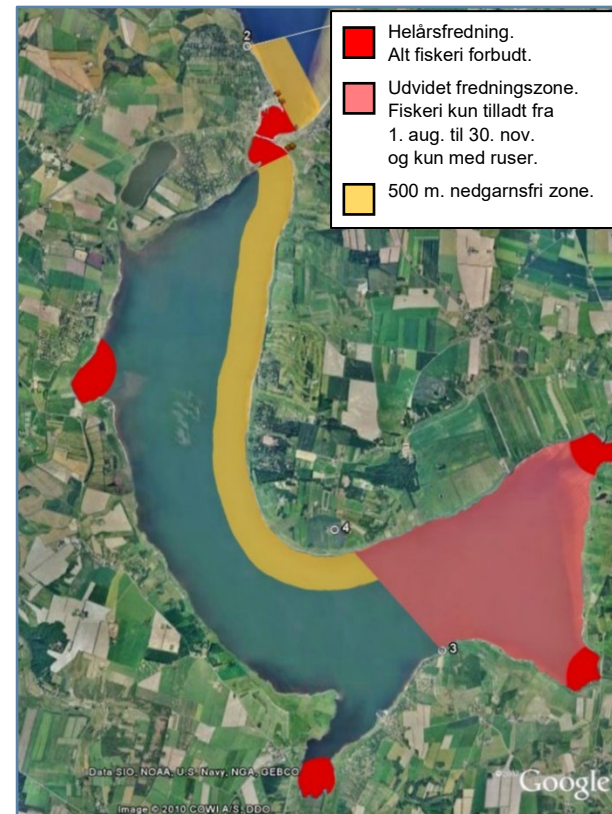 2
Helårsfredning.
Alt fiskeri forbudt.
Udvidet fredningszone.
Fiskeri kun tilladt fra
1. aug. til 30. nov.
og kun med ruser.
500 m. nedgarnsfri zone.
4
3
Data SIO, NOAA, U.S. Navy, NGA, GEBCO
Image © 2010 COWI A/S, DDO
Google